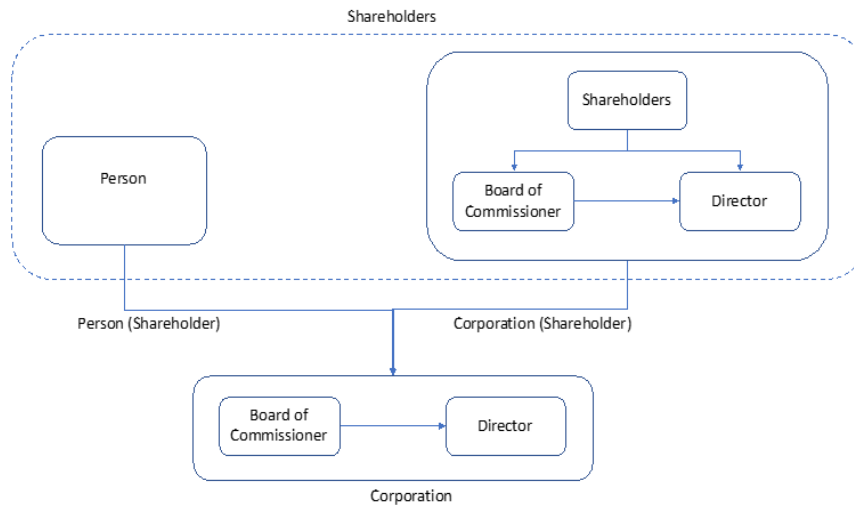 Shareholders
Shareholders
Person
Board of
Commissioner
Director
Person (Shareholder)
Corporation (Shareholder)
Board of
Commissioner
Director
Corporation